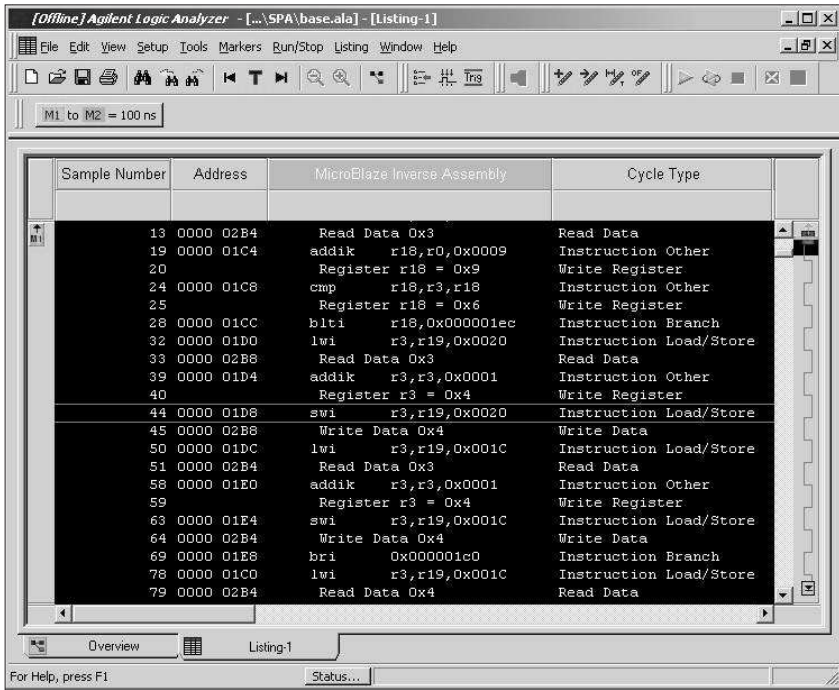 [Offline] Agilent Logic Analyzer - [...\SPA\base.ala] - [Listing-1]
File Edit View Setup Tools Markers Run/Stop Listing Window Help
T Trig
M1 to M2 = 100 ns
Sample Number Address MicroBlaze Inverse Assembly Cycle Type
M1
13 0000 02B4 Read Data 0x3 Read Data
19 0000 01C4 addik r18,r0,0x0009 Instruction Other
20 Register r18 = 0x9 Write Register
24 0000 01C8 cmp r18,r3,r18 Instruction Other
25 Register r18 = 0x6 Write Register
28 0000 01CC blti r18,0x000001ec Instruction Branch
32 0000 01D0 lwi r3,r19,0x0020 Instruction Load/Store
33 0000 02B8 Read Data 0x3 Read Data
39 0000 01D4 addik r3,r3,0x0001 Instruction Other
40 Register r3 = 0x4 Write Register
44 0000 01D8 swi r3,r19,0x0020 Instruction Load/Store
45 0000 02B8 Write Data 0x4 Write Data
50 0000 01DC lwi r3,r19,0x001C Instruction Load/Store
51 0000 02B4 Read Data 0x3 Read Data
58 0000 01E0 addik r3,r3,0x0001 Instruction Other
59 Register r3 = 0x4 Write Register
63 0000 01E4 swi r3,r19,0x001C Instruction Load/Store
64 0000 02B4 Write Data 0x4 Write Data
69 0000 01E8 bri 0x000001c0 Instruction Branch
78 0000 01C0 lwi r3,r19,0x001C Instruction Load/Store
79 0000 02B4 Read Data 0x4 Read Data
Overview Listing-1
For Help, press F1 Status...